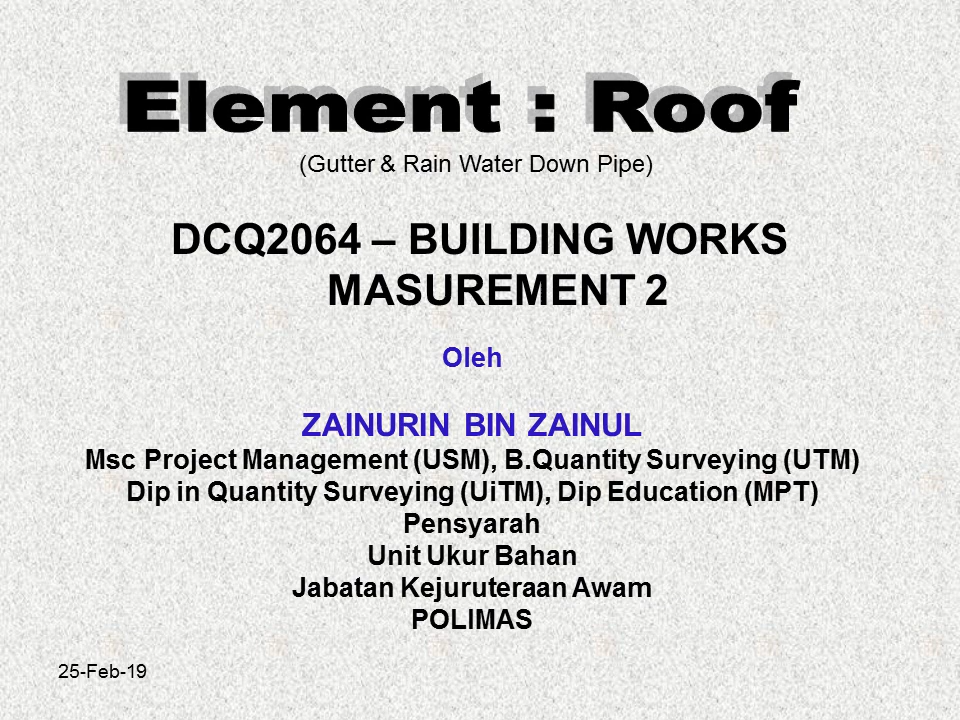 Element : Roof
(Gutter & Rain Water Down Pipe)
DCQ2064 – BUILDING WORKS
MASUREMENT 2
Oleh
ZAINURIN BIN ZAINUL
Msc Project Management (USM), B.Quantity Surveying (UTM)
Dip in Quantity Surveying (UiTM), Dip Education (MPT)
Pensyarah
Unit Ukur Bahan
Jabatan Kejuruteraan Awam
POLIMAS
25-Feb-19